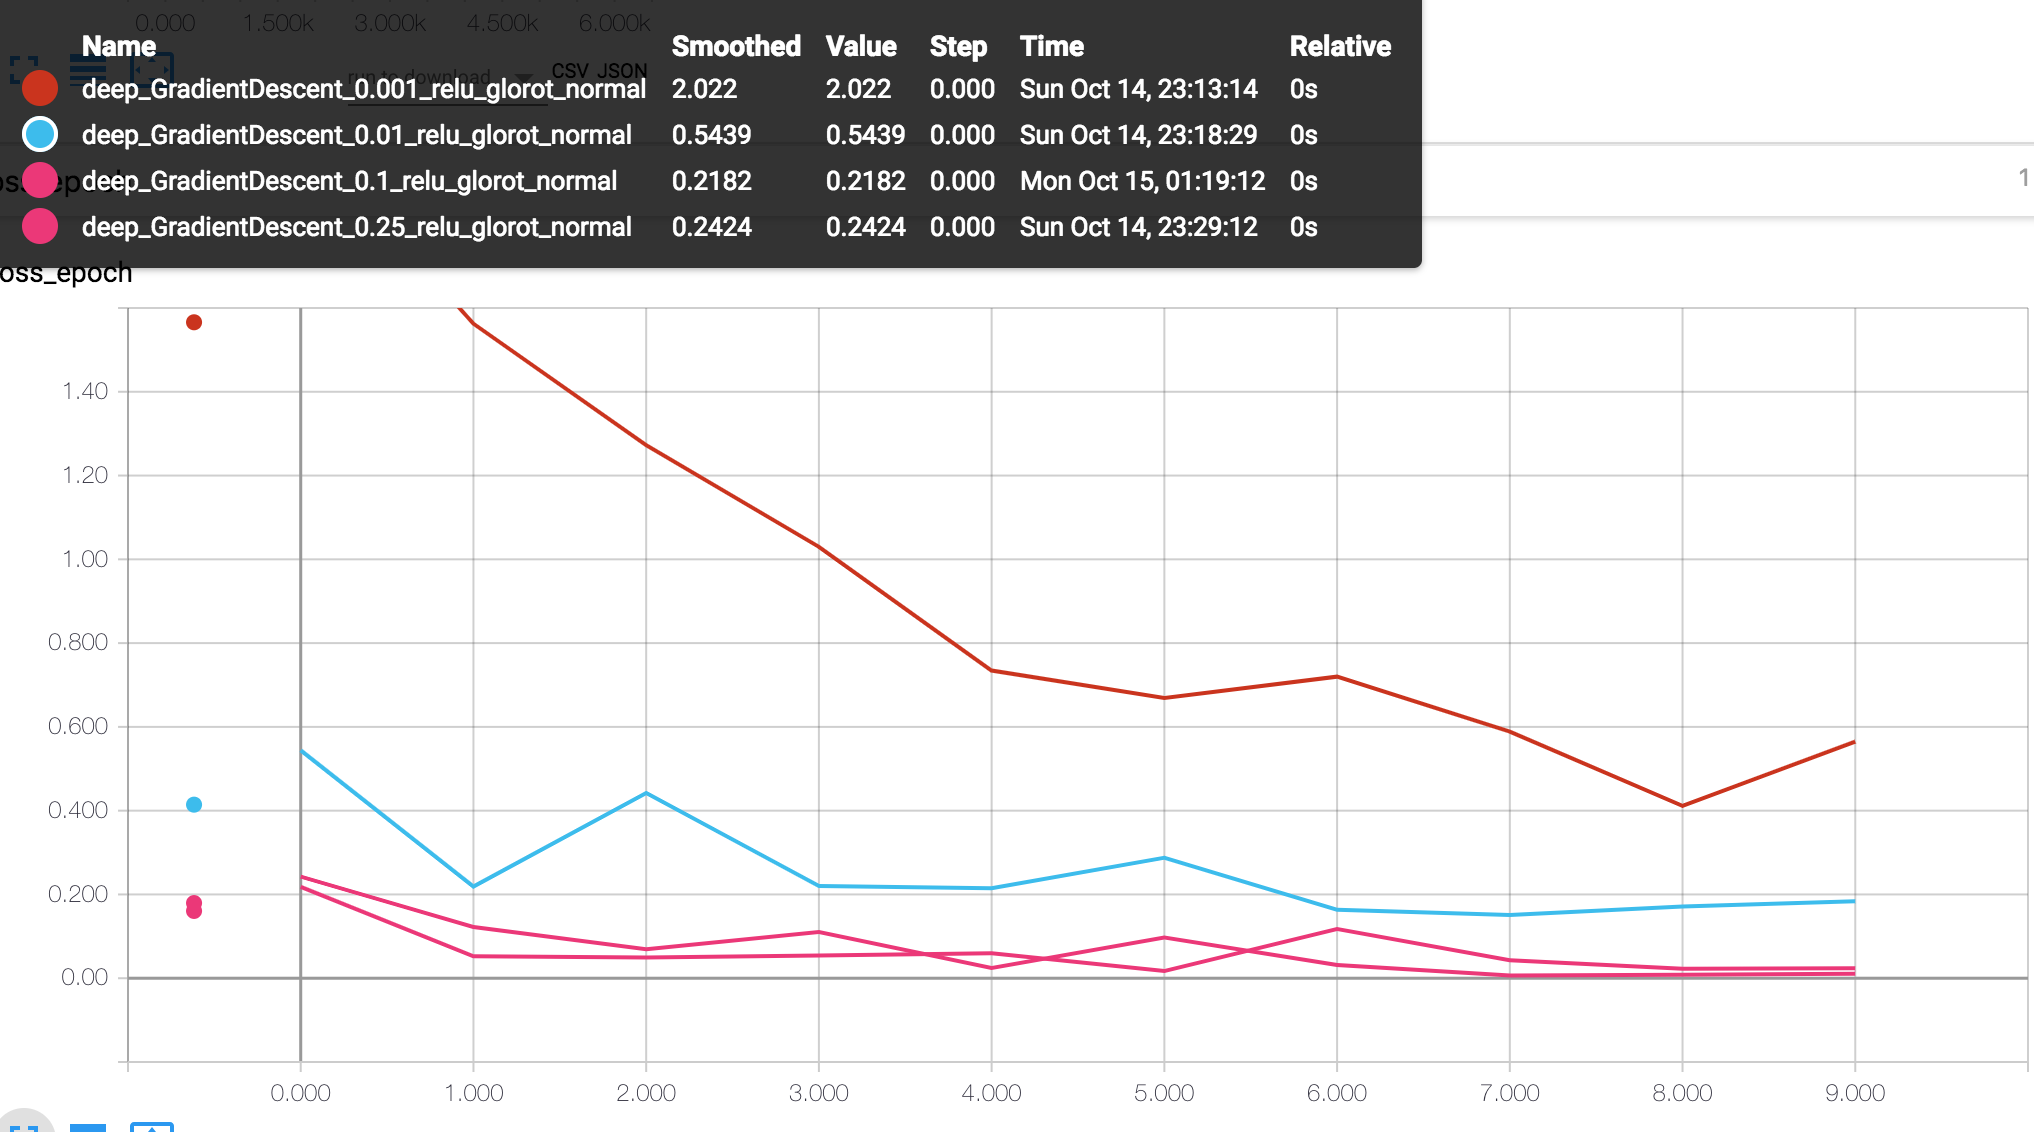 0.000 1.500k 3.000k 4.500k 6.000k
Name Smoothed Value Step Time Relative
run to download CSV JSON
deep_GradientDescent_0.001_relu_glorot_normal 2.022 2.022 0.000 Sun Oct 14, 23:13:14 0s
deep_GradientDescent_0.01_relu_glorot_normal 0.5439 0.5439 0.000 Sun Oct 14, 23:18:29 0s
deep_GradientDescent_0.1_relu_glorot_normal 0.2182 0.2182 0.000 Mon Oct 15, 01:19:12 0s
1
deep_GradientDescent_0.25_relu_glorot_normal 0.2424 0.2424 0.000 Sun Oct 14, 23:29:12 0s
oss_epoch
1.40
1.20
1.00
0.800
0.600
0.400
0.200
0.00
0.000 1.000 2.000 3.000 4.000 5.000 6.000 7.000 8.000 9.000